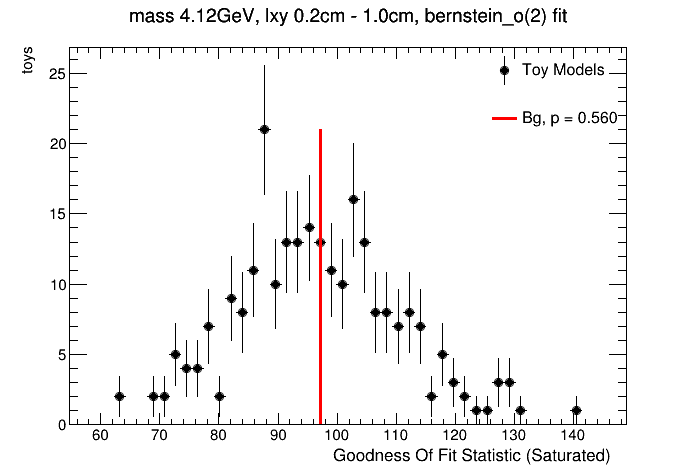 mass 4.12GeV, lxy 0.2cm - 1.0cm, bernstein_o(2) fit
toys
25
20
15
10
5
0
Toy Models
Bg, p = 0.560
60 70 80 90 100 110 120 130 140
Goodness Of Fit Statistic (Saturated)